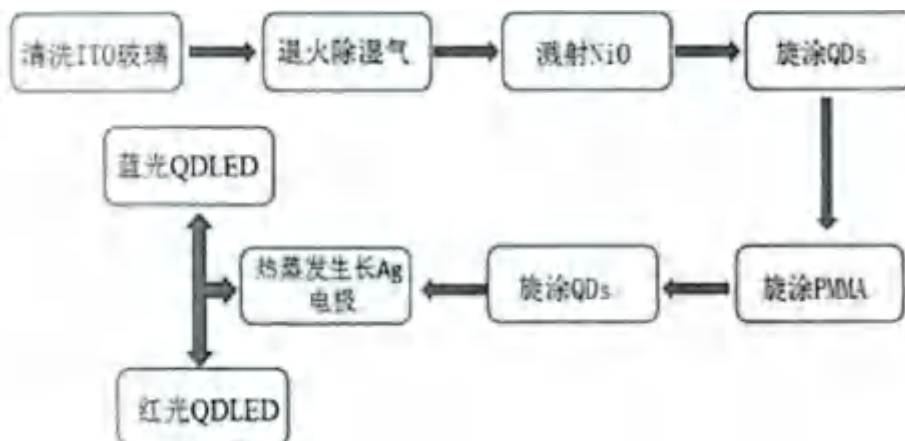 清洗ITO玻璃
退火除湿气
溅射NiO
旋涂QDs
旋涂PMMA
旋涂QDs
热蒸发生长Ag
电极
蓝光QDLED
红光QDLED